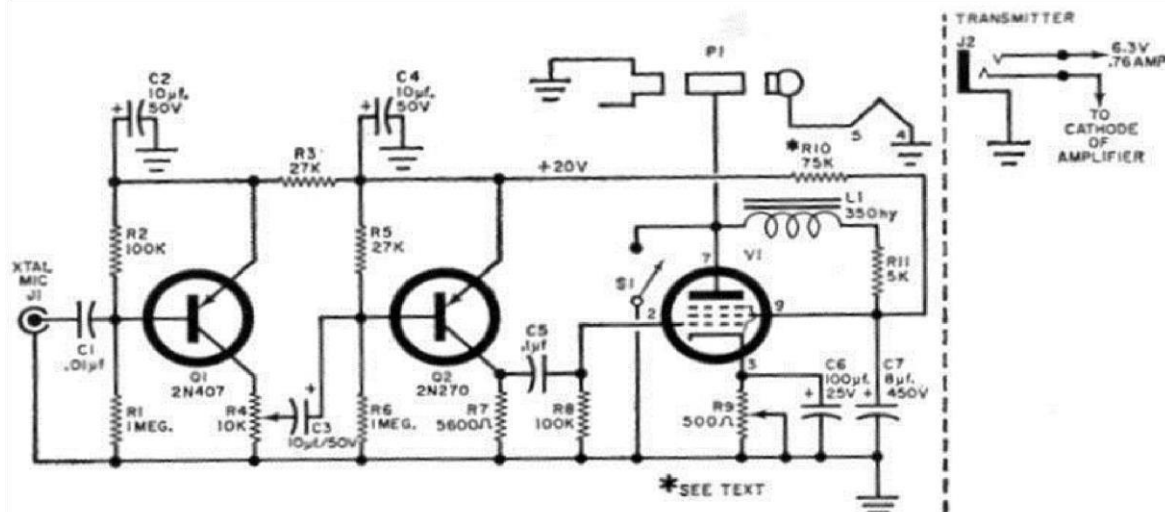 TRANSMITTER
J2
6.3V
.76 AMP
TO
CATHODE
OF
AMPLIFIER
P1
5
4
C2
10µf.
50V
+
C4
10µf.
50V
+
R3
27K
+20V
*R10
75K
L1
350hy
R2
100K
R5
27K
S1
7
V1
R11
5K
XTAL
MIC
J1
2
9
C1
.01µf
Q1
2N407
C5
.1µf
Q2
2N270
3
C6
100µf.
25V
+
C7
8µf.
450V
+
R1
1MEG.
R4
10K
+
C3
10µf/50V
R6
1MEG.
R7
5600Ω
R8
100K
R9
500Ω
*SEE TEXT